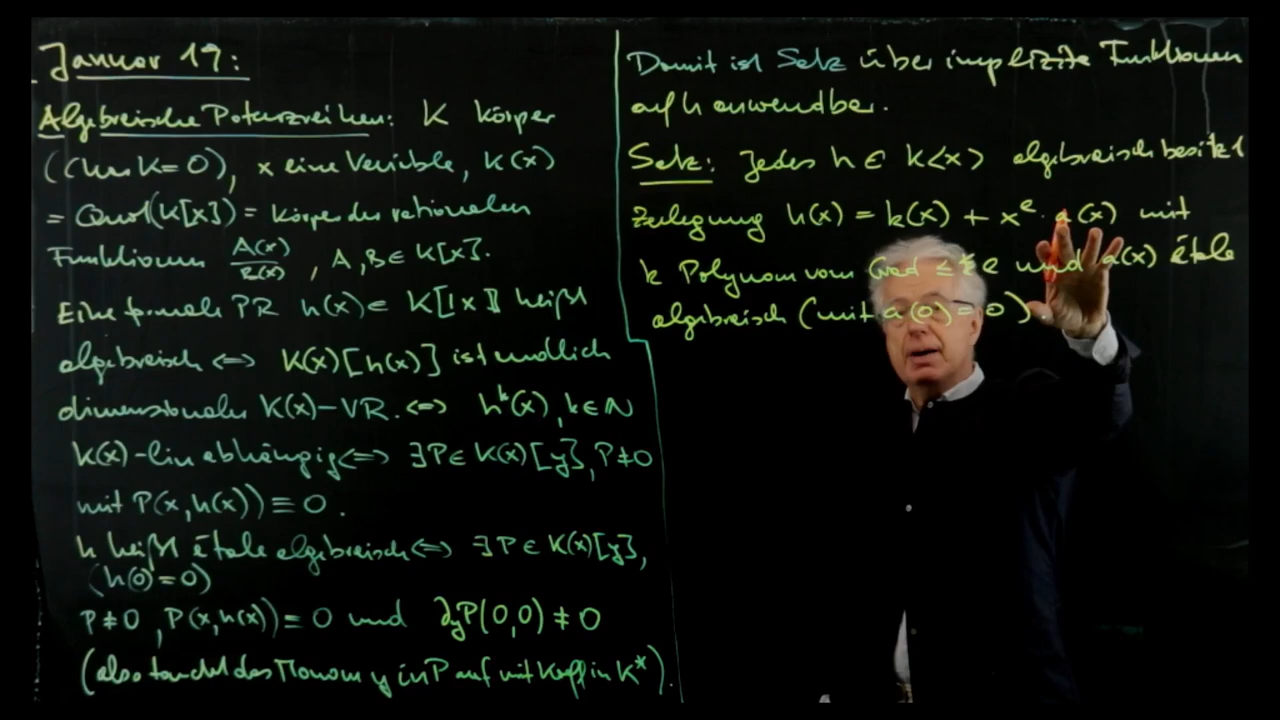 Januar 19:
Algebraische Potenzreihen: K Körper
(Char K = 0), x eine Variable, K(x)
= Quot(K[x]) = Körper der rationalen
Funktionen A(x)/B(x), A, B ∈ K[x].
Eine formale PR h(x) ∈ K[[x]] heißt
algebraisch ⇔ K(x)[h(x)] ist endlich
dimensionaler K(x)-VR. ⇔ h^k(x), k ∈ N
K(x)-lin abhängig ⇔ ∃ P ∈ K(x)[y], P ≠ 0
mit P(x, h(x)) ≡ 0.
h heißt étale algebraisch ⇔ ∃ P ∈ K(x)[y],
(h(0) = 0)
P ≠ 0, P(x, h(x)) = 0 und ∂yP(0,0) ≠ 0
(also taucht das Monom y in P auf mit Koeff in K*).
Damit ist Satz über implizite Funktionen
auf h anwendbar.
Satz: Jedes h ∈ K<x> algebraisch besitzt
Zerlegung h(x) = k(x) + x^e · a(x) mit
k Polynom vom Grad ≤ e und a(x) étale
algebraisch (mit a(0) = 0).